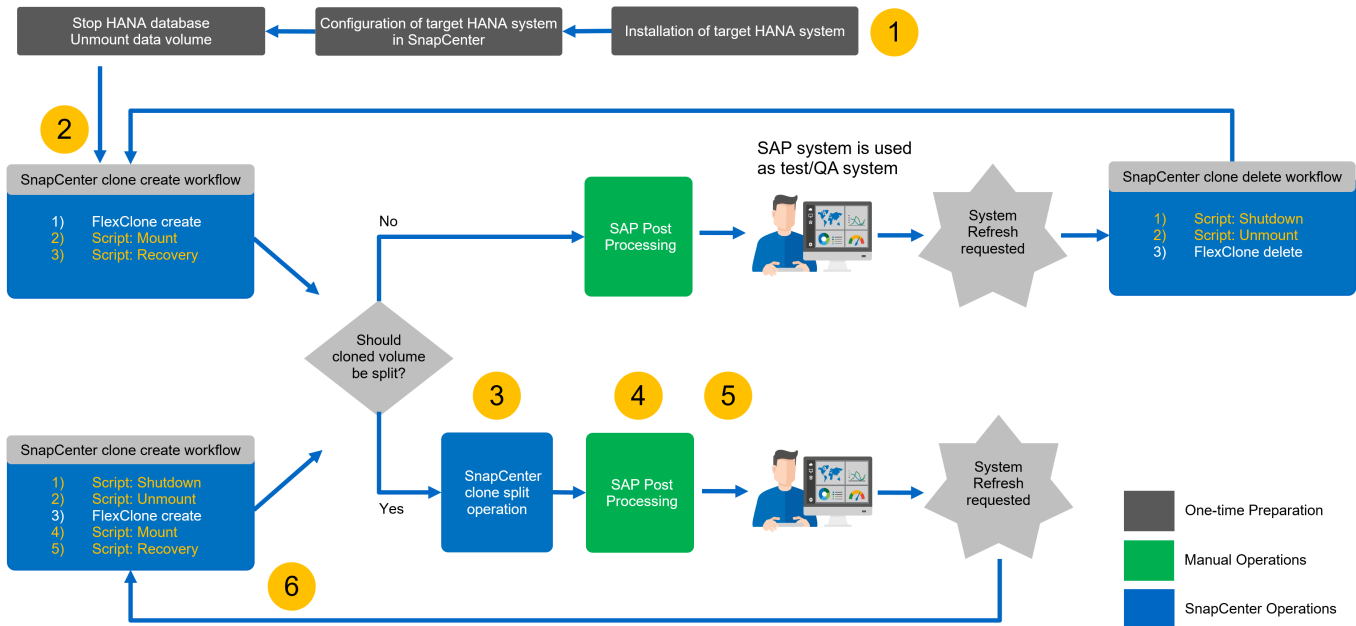 Stop HANA database
Unmount data volume
Configuration of target HANA system
in SnapCenter
Installation of target HANA system
1
2
SnapCenter clone create workflow
1) FlexClone create
2) Script: Mount
3) Script: Recovery
No
SAP Post
Processing
SAP system is used
as test/QA system
System
Refresh
requested
SnapCenter clone delete workflow
1) Script: Shutdown
2) Script: Unmount
3) FlexClone delete
Should
cloned volume
be split?
Yes
3
4
5
SnapCenter clone create workflow
1) Script: Shutdown
2) Script: Unmount
3) FlexClone create
4) Script: Mount
5) Script: Recovery
SnapCenter
clone split
operation
SAP Post
Processing
System
Refresh
requested
6
One-time Preparation
Manual Operations
SnapCenter Operations